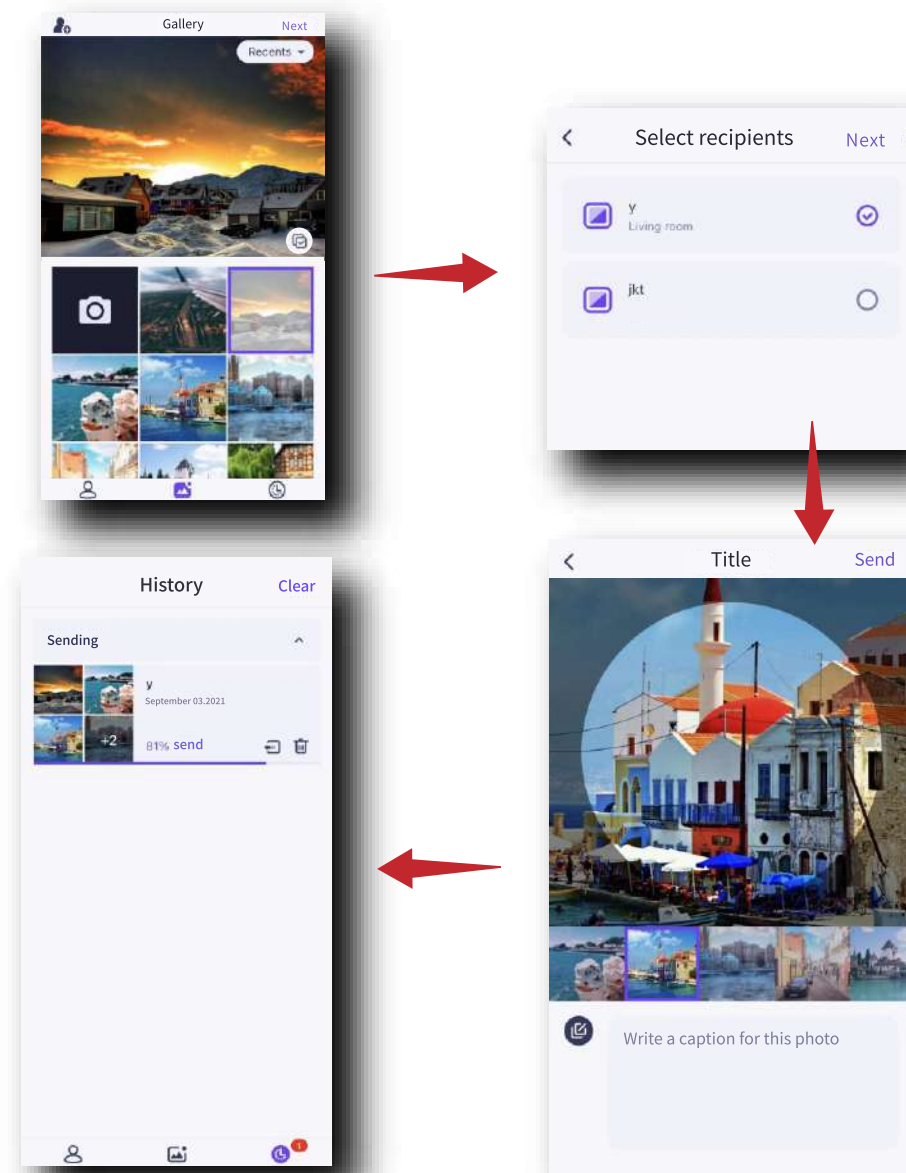 Gallery
Next
Recents
Select recipients
Next
y
Living room
jkt
Title
Send
Write a caption for this photo
History
Clear
Sending
y
September 03.2021
+2
81% send
1